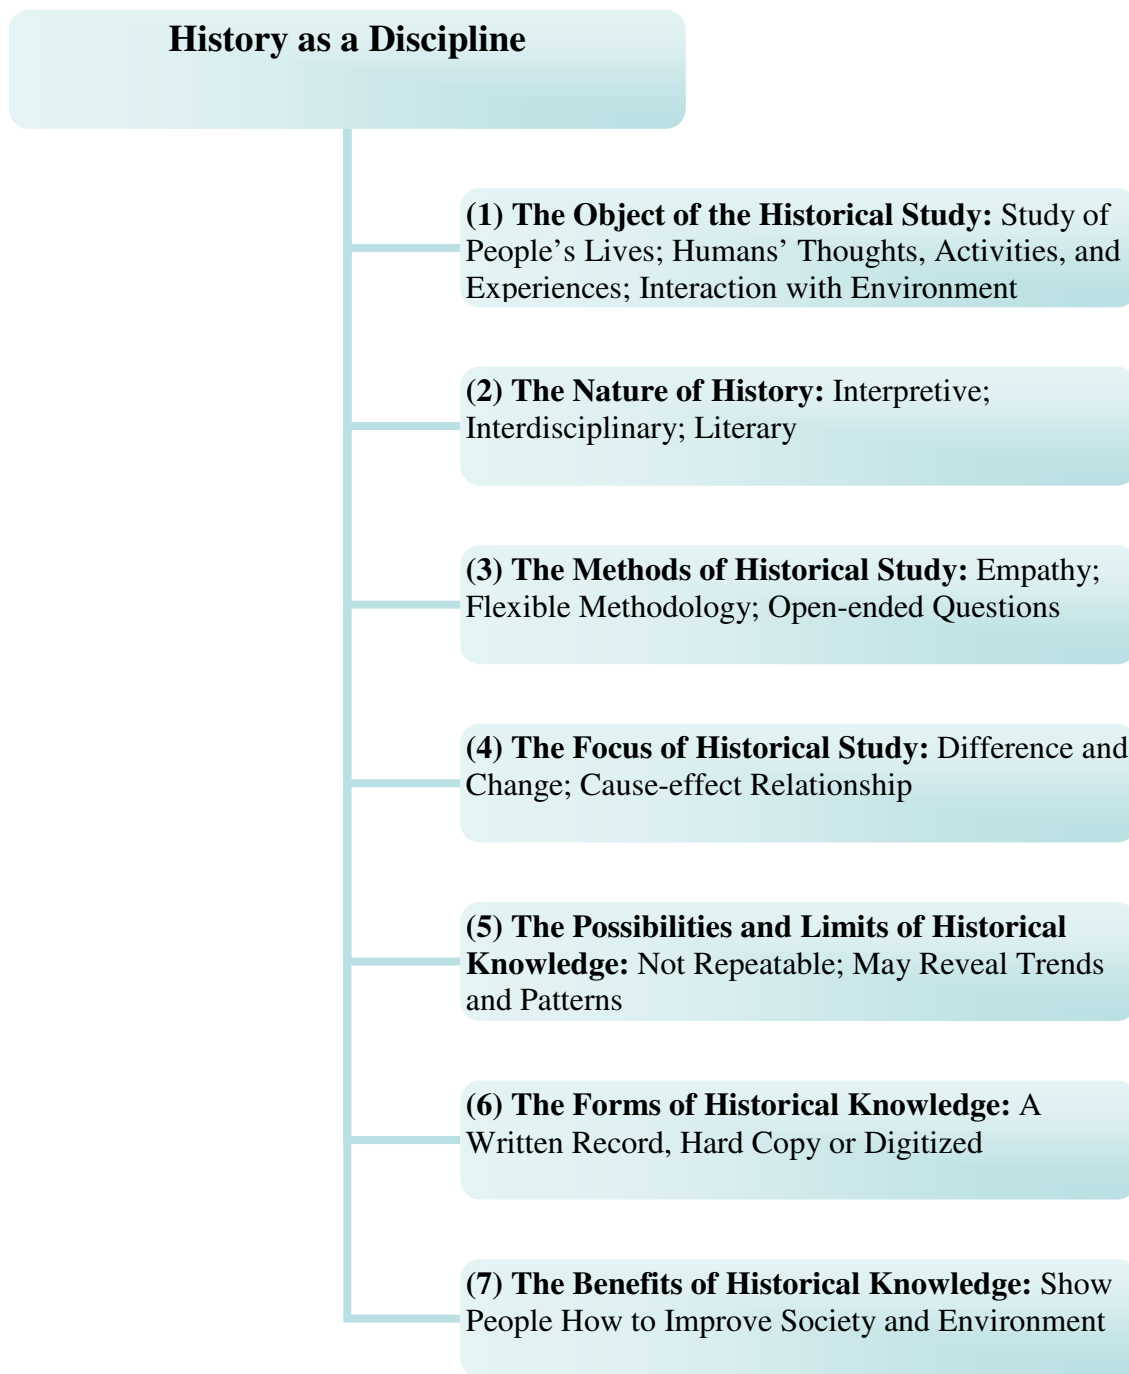 History as a Discipline
(1) The Object of the Historical Study: Study of
People’s Lives; Humans’ Thoughts, Activities, and
Experiences; Interaction with Environment
(2) The Nature of History: Interpretive;
Interdisciplinary; Literary
(3) The Methods of Historical Study: Empathy;
Flexible Methodology; Open-ended Questions
(4) The Focus of Historical Study: Difference and
Change; Cause-effect Relationship
(5) The Possibilities and Limits of Historical
Knowledge: Not Repeatable; May Reveal Trends
and Patterns
(6) The Forms of Historical Knowledge: A
Written Record, Hard Copy or Digitized
(7) The Benefits of Historical Knowledge: Show
People How to Improve Society and Environment